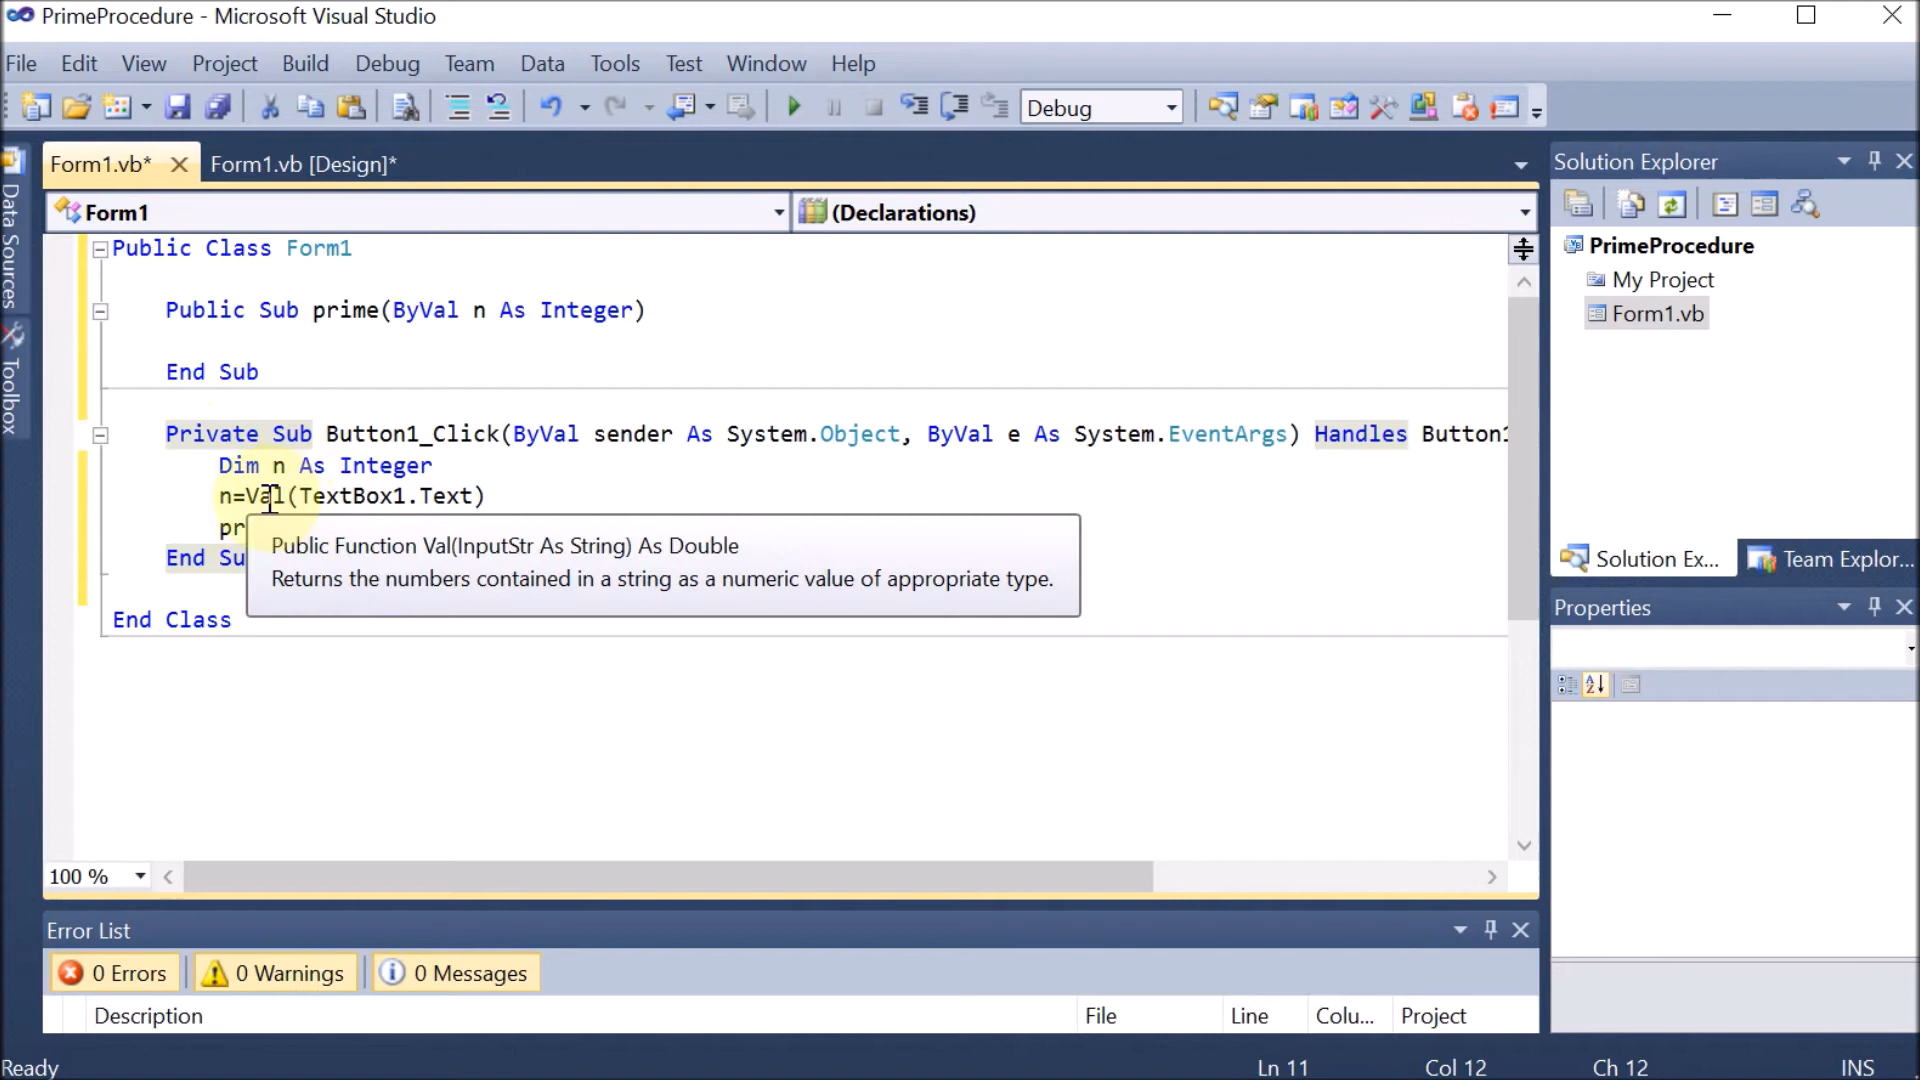 PrimeProcedure - Microsoft Visual Studio
File Edit View Project Build Debug Team Data Tools Test Window Help
Debug
Form1.vb* Form1.vb [Design]*
Form1 (Declarations)
Public Class Form1
Public Sub prime(ByVal n As Integer)
End Sub
Private Sub Button1_Click(ByVal sender As System.Object, ByVal e As System.EventArgs) Handles Button1
Dim n As Integer
n=Val(TextBox1.Text)
pr
End Su
End Class
Public Function Val(InputStr As String) As Double
Returns the numbers contained in a string as a numeric value of appropriate type.
100 %
Data Sources
Toolbox
Solution Explorer
PrimeProcedure
My Project
Form1.vb
Solution Ex... Team Explor...
Properties
Error List
0 Errors 0 Warnings 0 Messages
Description File Line Colu... Project
Ready Ln 11 Col 12 Ch 12 INS